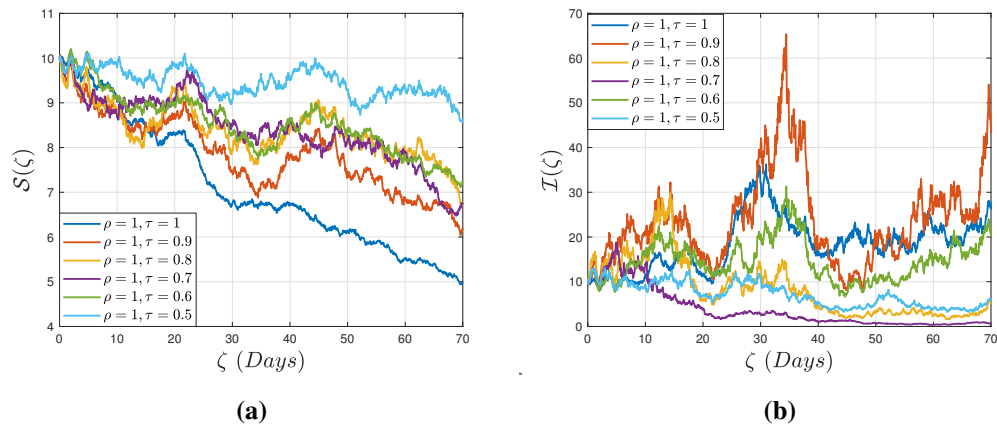 11
10
9
8
7
6
5
4
S(ζ)
ρ = 1, τ = 1
ρ = 1, τ = 0.9
ρ = 1, τ = 0.8
ρ = 1, τ = 0.7
ρ = 1, τ = 0.6
ρ = 1, τ = 0.5
0 10 20 30 40 50 60 70
ζ (Days)
(a)
70
60
50
40
30
20
10
0
I(ζ)
ρ = 1, τ = 1
ρ = 1, τ = 0.9
ρ = 1, τ = 0.8
ρ = 1, τ = 0.7
ρ = 1, τ = 0.6
ρ = 1, τ = 0.5
0 10 20 30 40 50 60 70
ζ (Days)
(b)